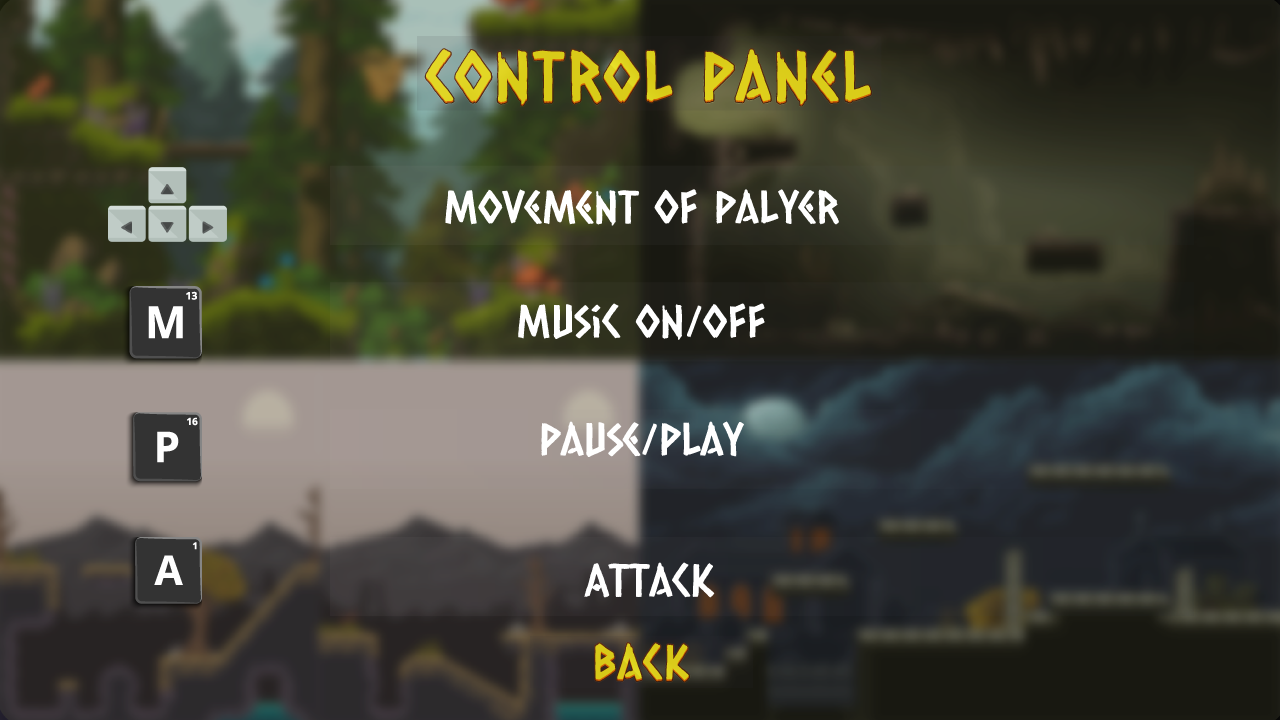 CONTROL PANEL
MOVEMENT OF PALYER
M 13
MUSiC ON/OFF
P 16
PAUSE/PLAY
A 1
ATTACK
BACK